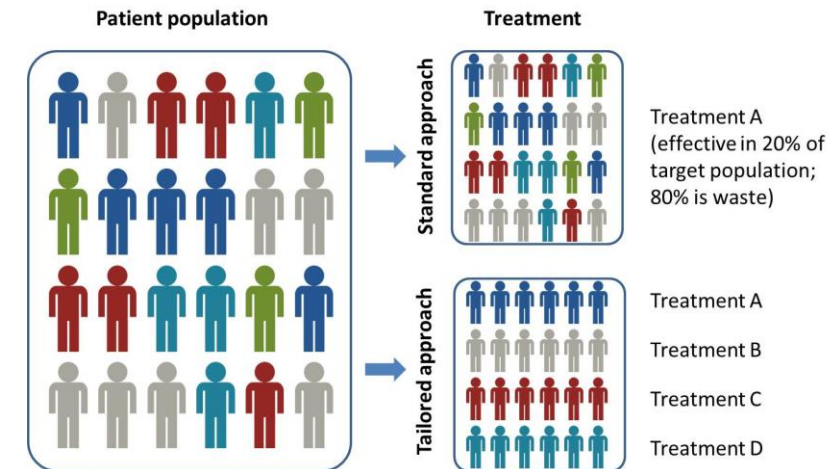 Patient population
Treatment
Standard approach
Treatment A
(effective in 20% of
target population;
80% is waste)
Tailored approach
Treatment A
Treatment B
Treatment C
Treatment D